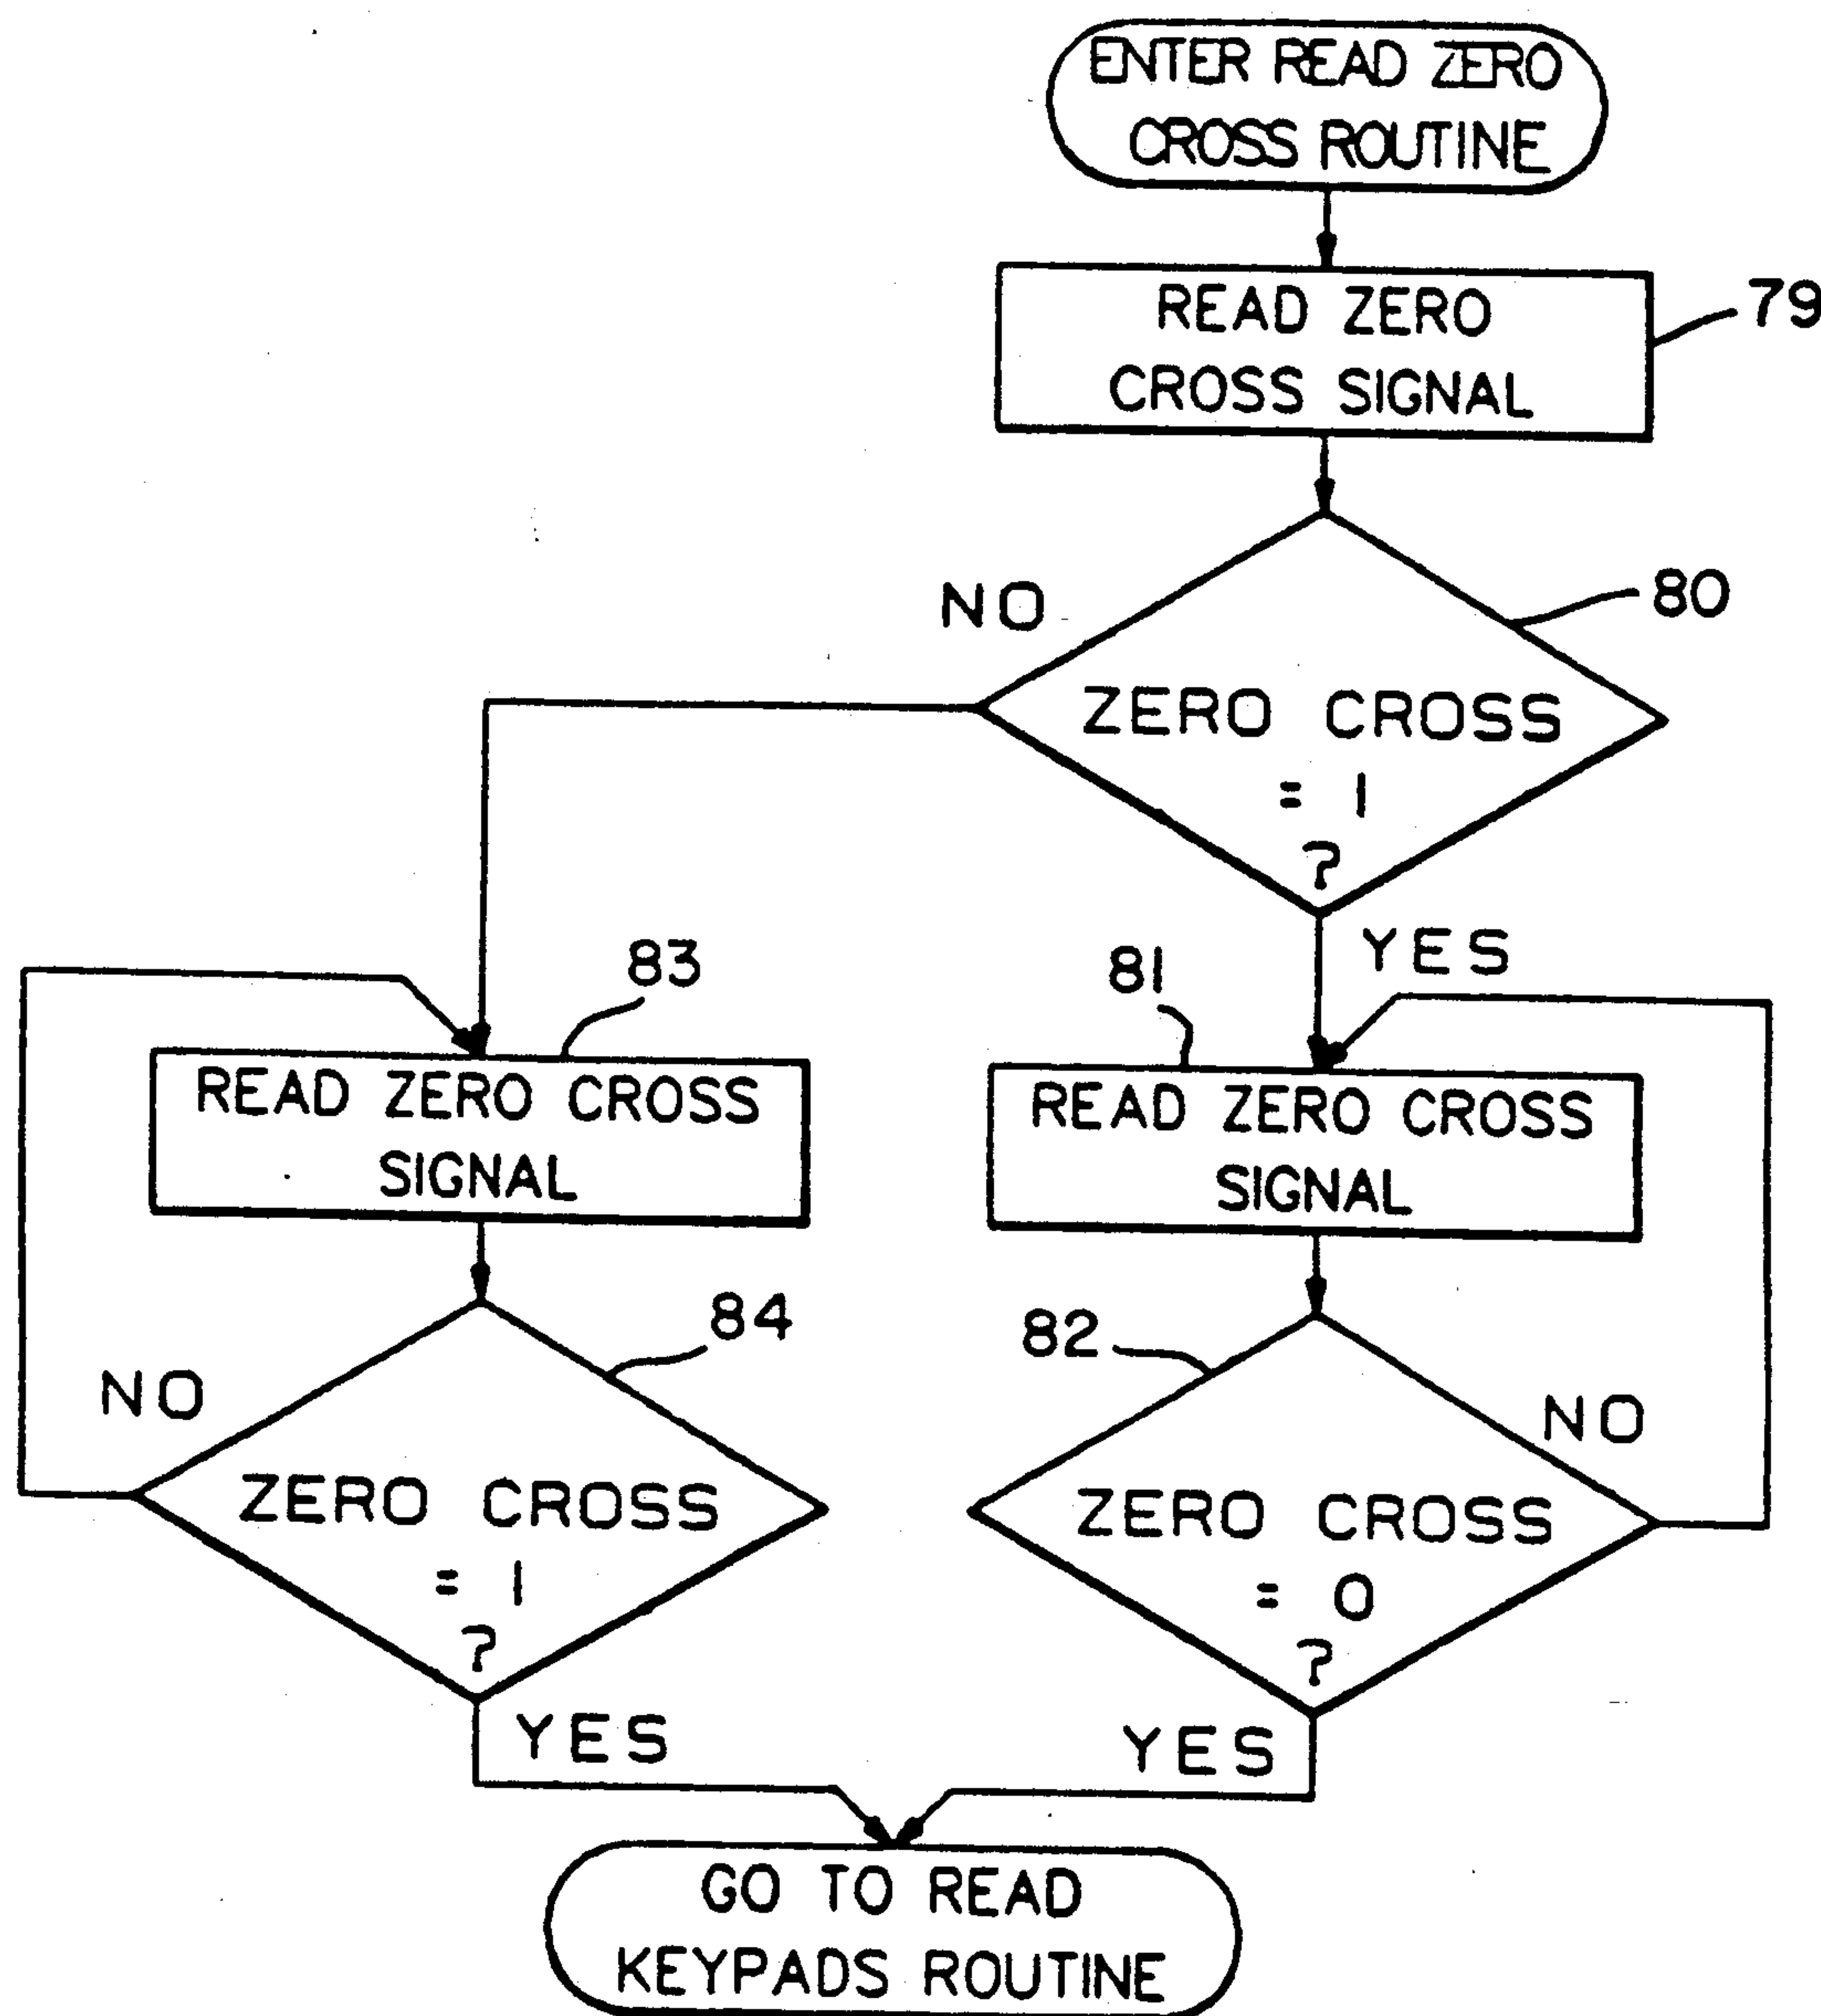 ENTER READ ZERO
CROSS ROUTINE
READ ZERO
CROSS SIGNAL
79
NO
80
ZERO CROSS
= 1
?
YES
83
81
READ ZERO CROSS
SIGNAL
READ ZERO CROSS
SIGNAL
84
82
NO
NO
ZERO CROSS
= 1
?
ZERO CROSS
= 0
?
YES
YES
GO TO READ
KEYPADS ROUTINE